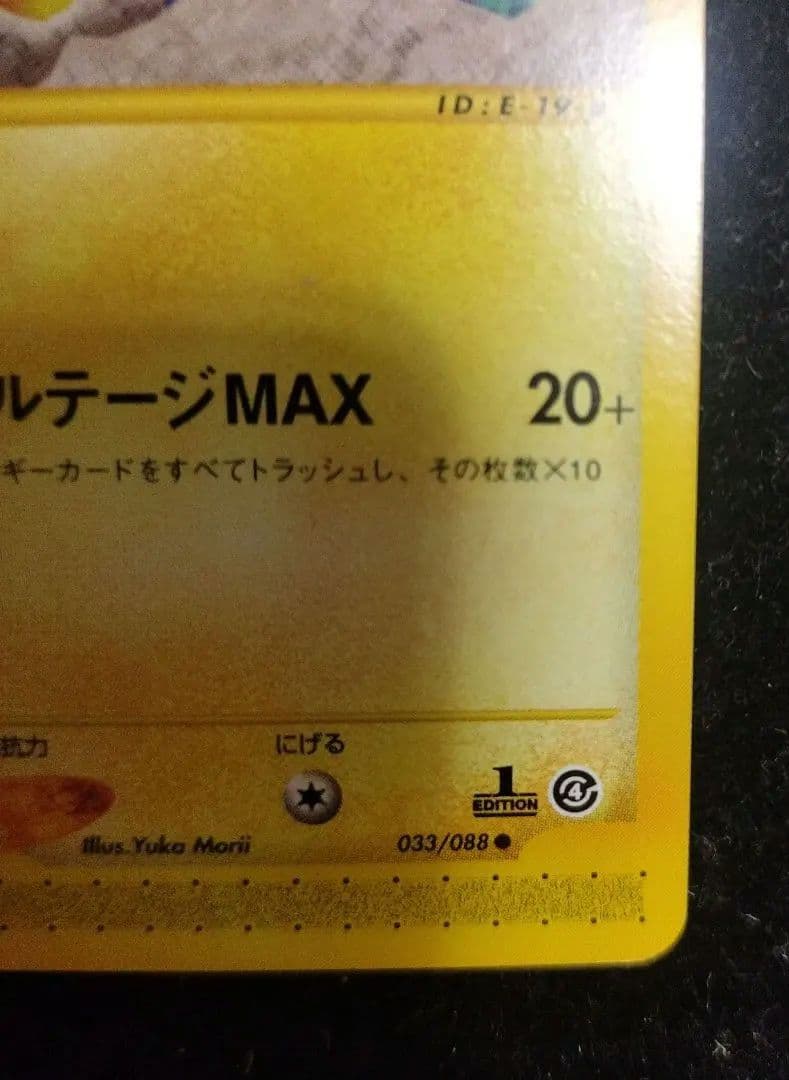 ID:E-19-
ルテージMAX 20+
ギーカードをすべてトラッシュし、その枚数×10
抵抗力 にげる
1 EDITION 4
Illus.Yuka Morii 033/088●